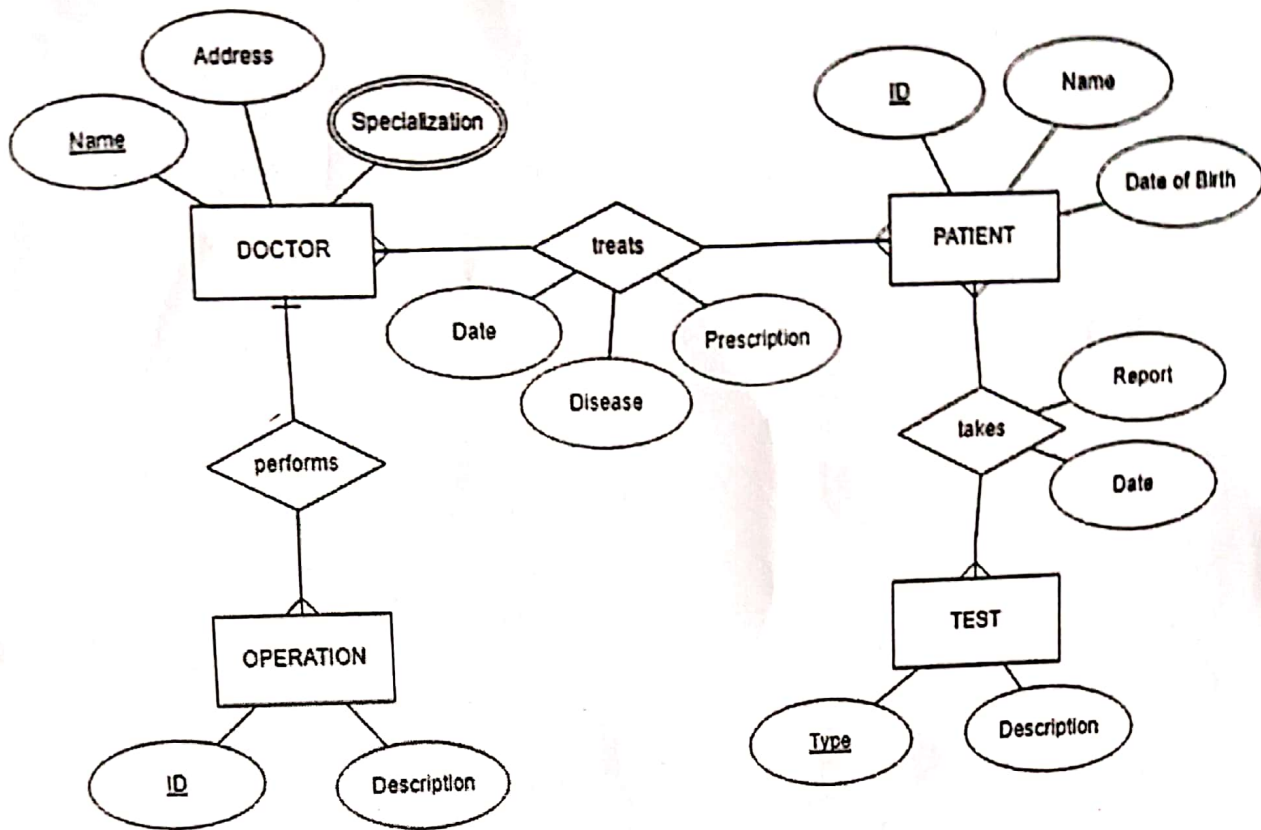 Address
Name
Specialization
ID
Name
Date of Birth
DOCTOR
treats
PATIENT
Date
Prescription
Disease
Report
takes
Date
performs
OPERATION
TEST
ID
Description
Type
Description